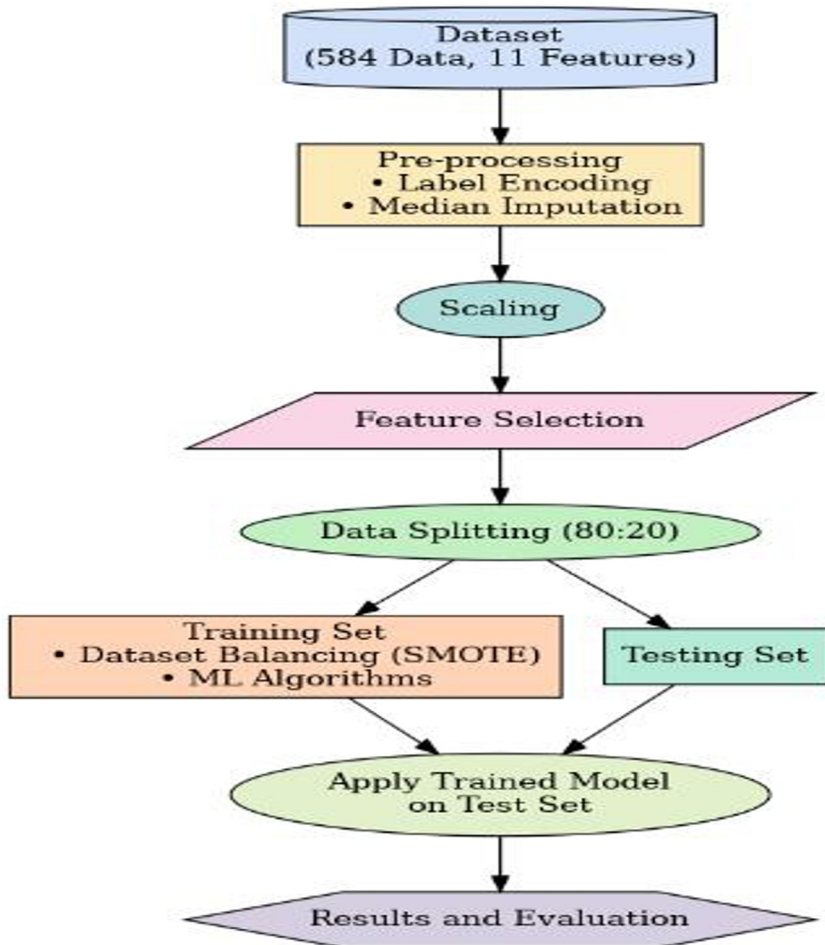 Dataset
(584 Data, 11 Features)
Pre-processing
• Label Encoding
• Median Imputation
Scaling
Feature Selection
Data Splitting (80:20)
Training Set
• Dataset Balancing (SMOTE)
• ML Algorithms
Testing Set
Apply Trained Model
on Test Set
Results and Evaluation